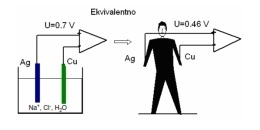 Ekvivalentno
U=0.7 V
Ag
Cu
Na⁺, Cl⁻, H₂O
U=0.46 V
Ag
Cu